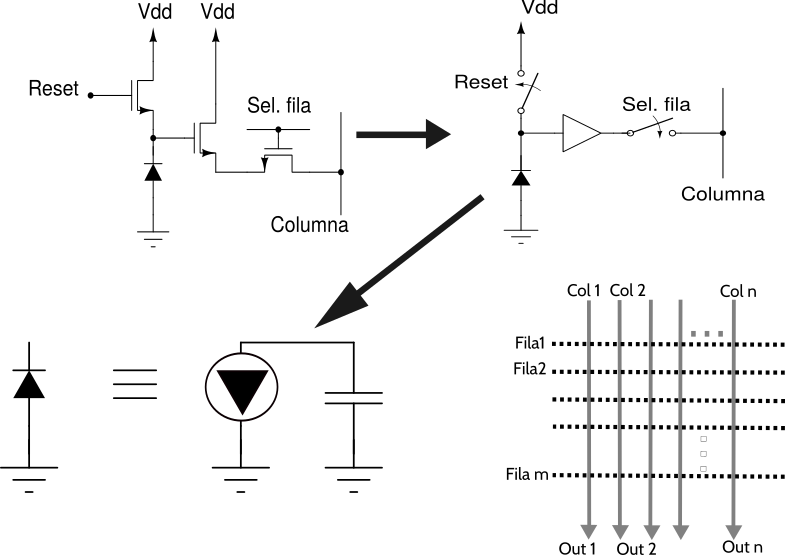 Vdd
Vdd
Reset
Sel. fila
Columna
Vdd
Reset
Sel. fila
Columna
Col 1 Col 2 Col n
Fila1
Fila2
Fila m
Out 1 Out 2 Out n